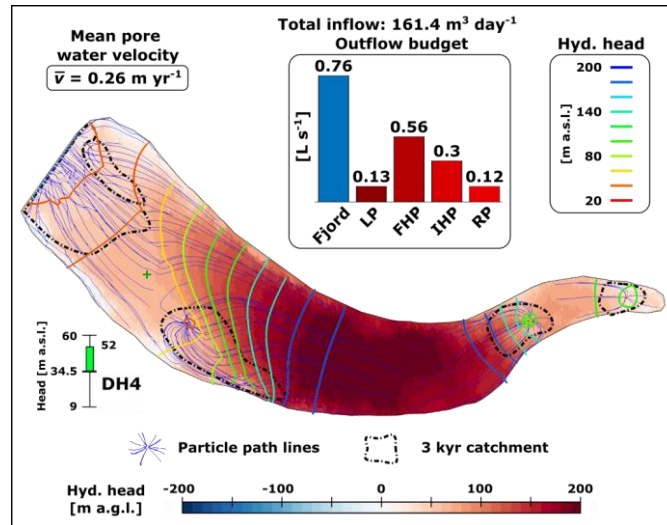 Mean pore
water velocity
v̅ = 0.26 m yr⁻¹
Total inflow: 161.4 m³ day⁻¹
Outflow budget
[L s⁻¹]
0.76
0.13
0.56
0.3
0.12
Fjord
LP
FHP
IHP
RP
Hyd. head
[m a.s.l.]
200
140
80
20
Head [m a.s.l.]
60
52
34.5
9
DH4
Particle path lines
3 kyr catchment
Hyd. head
[m a.g.l.]
-200
-100
0
100
200